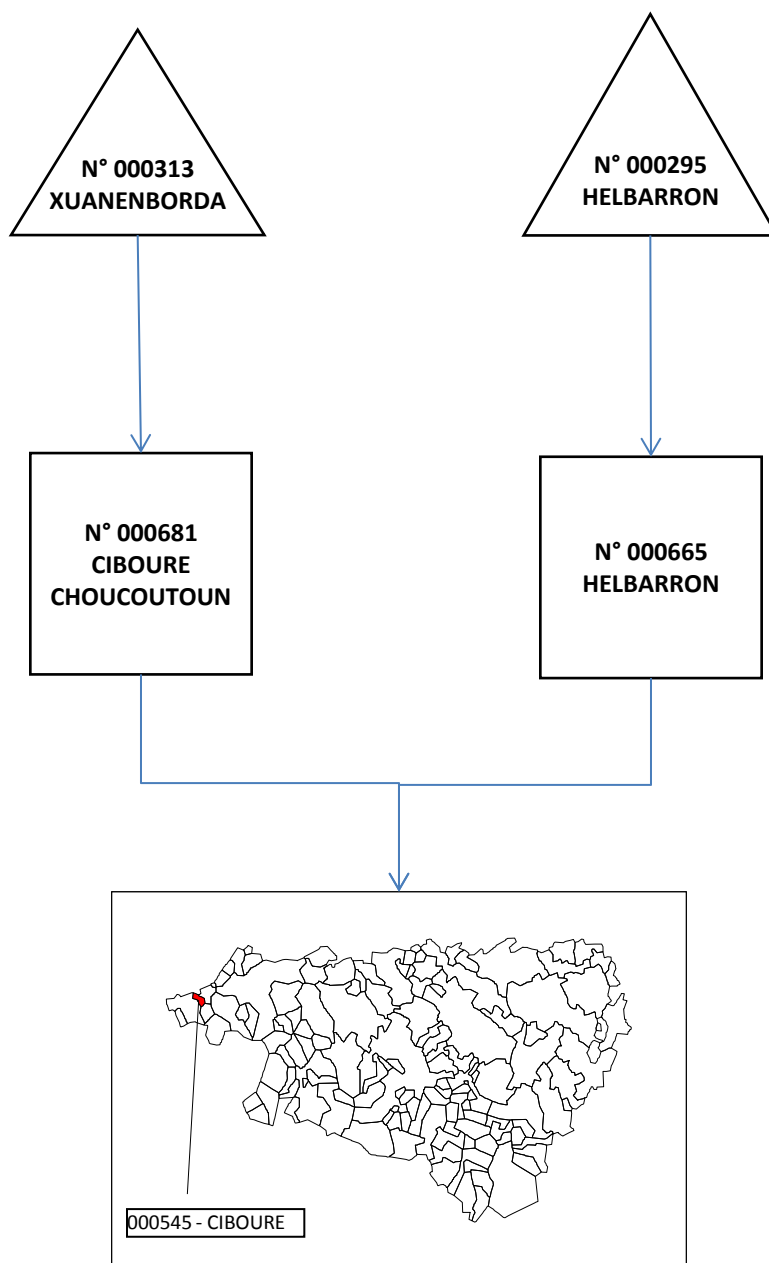 N° 000313
XUANENBORDA
N° 000295
HELBARRON
N° 000681
CIBOURE
CHOUCOUTOUN
N° 000665
HELBARRON
000545 - CIBOURE